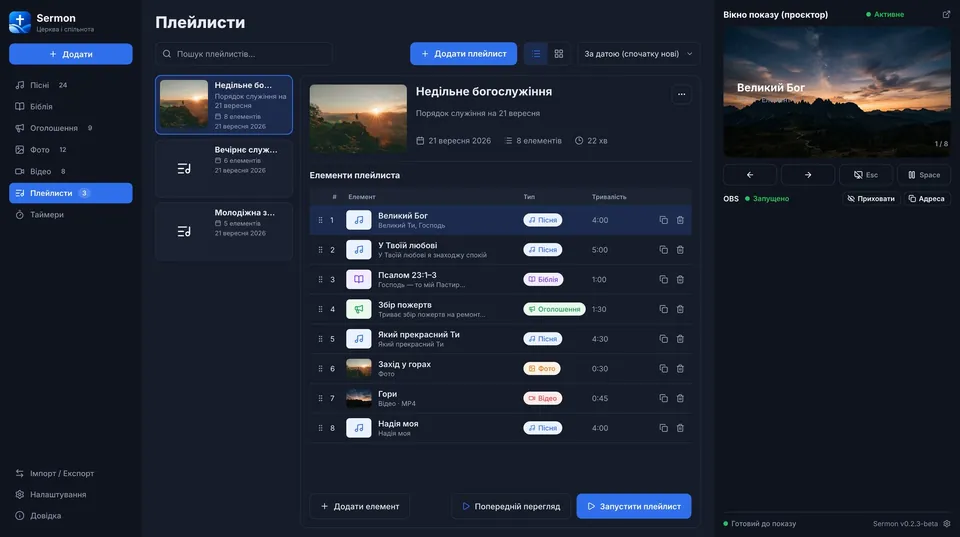 Sermon
Церква і спільнота
Додати
Пісні 24
Біблія
Оголошення 9
Фото 12
Відео 8
Плейлисти 3
Таймери
Імпорт / Експорт
Налаштування
Довідка
Плейлисти
Пошук плейлистів...
Додати плейлист
За датою (спочатку нові)
Недільне бо...
Порядок служіння на
21 вересня
8 елементів
21 вересня 2026
Вечірнє служ...
6 елементів
21 вересня 2026
Молодіжна з...
5 елементів
21 вересня 2026
Недільне богослужіння
Порядок служіння на 21 вересня
21 вересня 2026 8 елементів 22 хв
Елементи плейлиста
# Елемент Тип Тривалість
1 Великий Бог Пісня 4:00
Великий Ти, Господь
2 У Твоїй любові Пісня 5:00
У Твоїй любові я знаходжу спокій
3 Псалом 23:1–3 Біблія 1:00
Господь — то мій Пастир...
4 Збір пожертв Оголошення 1:30
Триває збір пожертв на ремонт...
5 Який прекрасний Ти Пісня 4:30
Який прекрасний Ти
6 Захід у горах Фото 0:30
Фото
7 Гори Відео 0:45
Відео · MP4
8 Надія моя Пісня 4:00
Надія моя
Додати елемент
Попередній перегляд
Запустити плейлист
Вікно показу (проєктор) Активне
Великий Бог
1 / 8
Esc
Space
OBS Запущено Приховати Адреса
Готовий до показу Sermon v0.2.3-beta